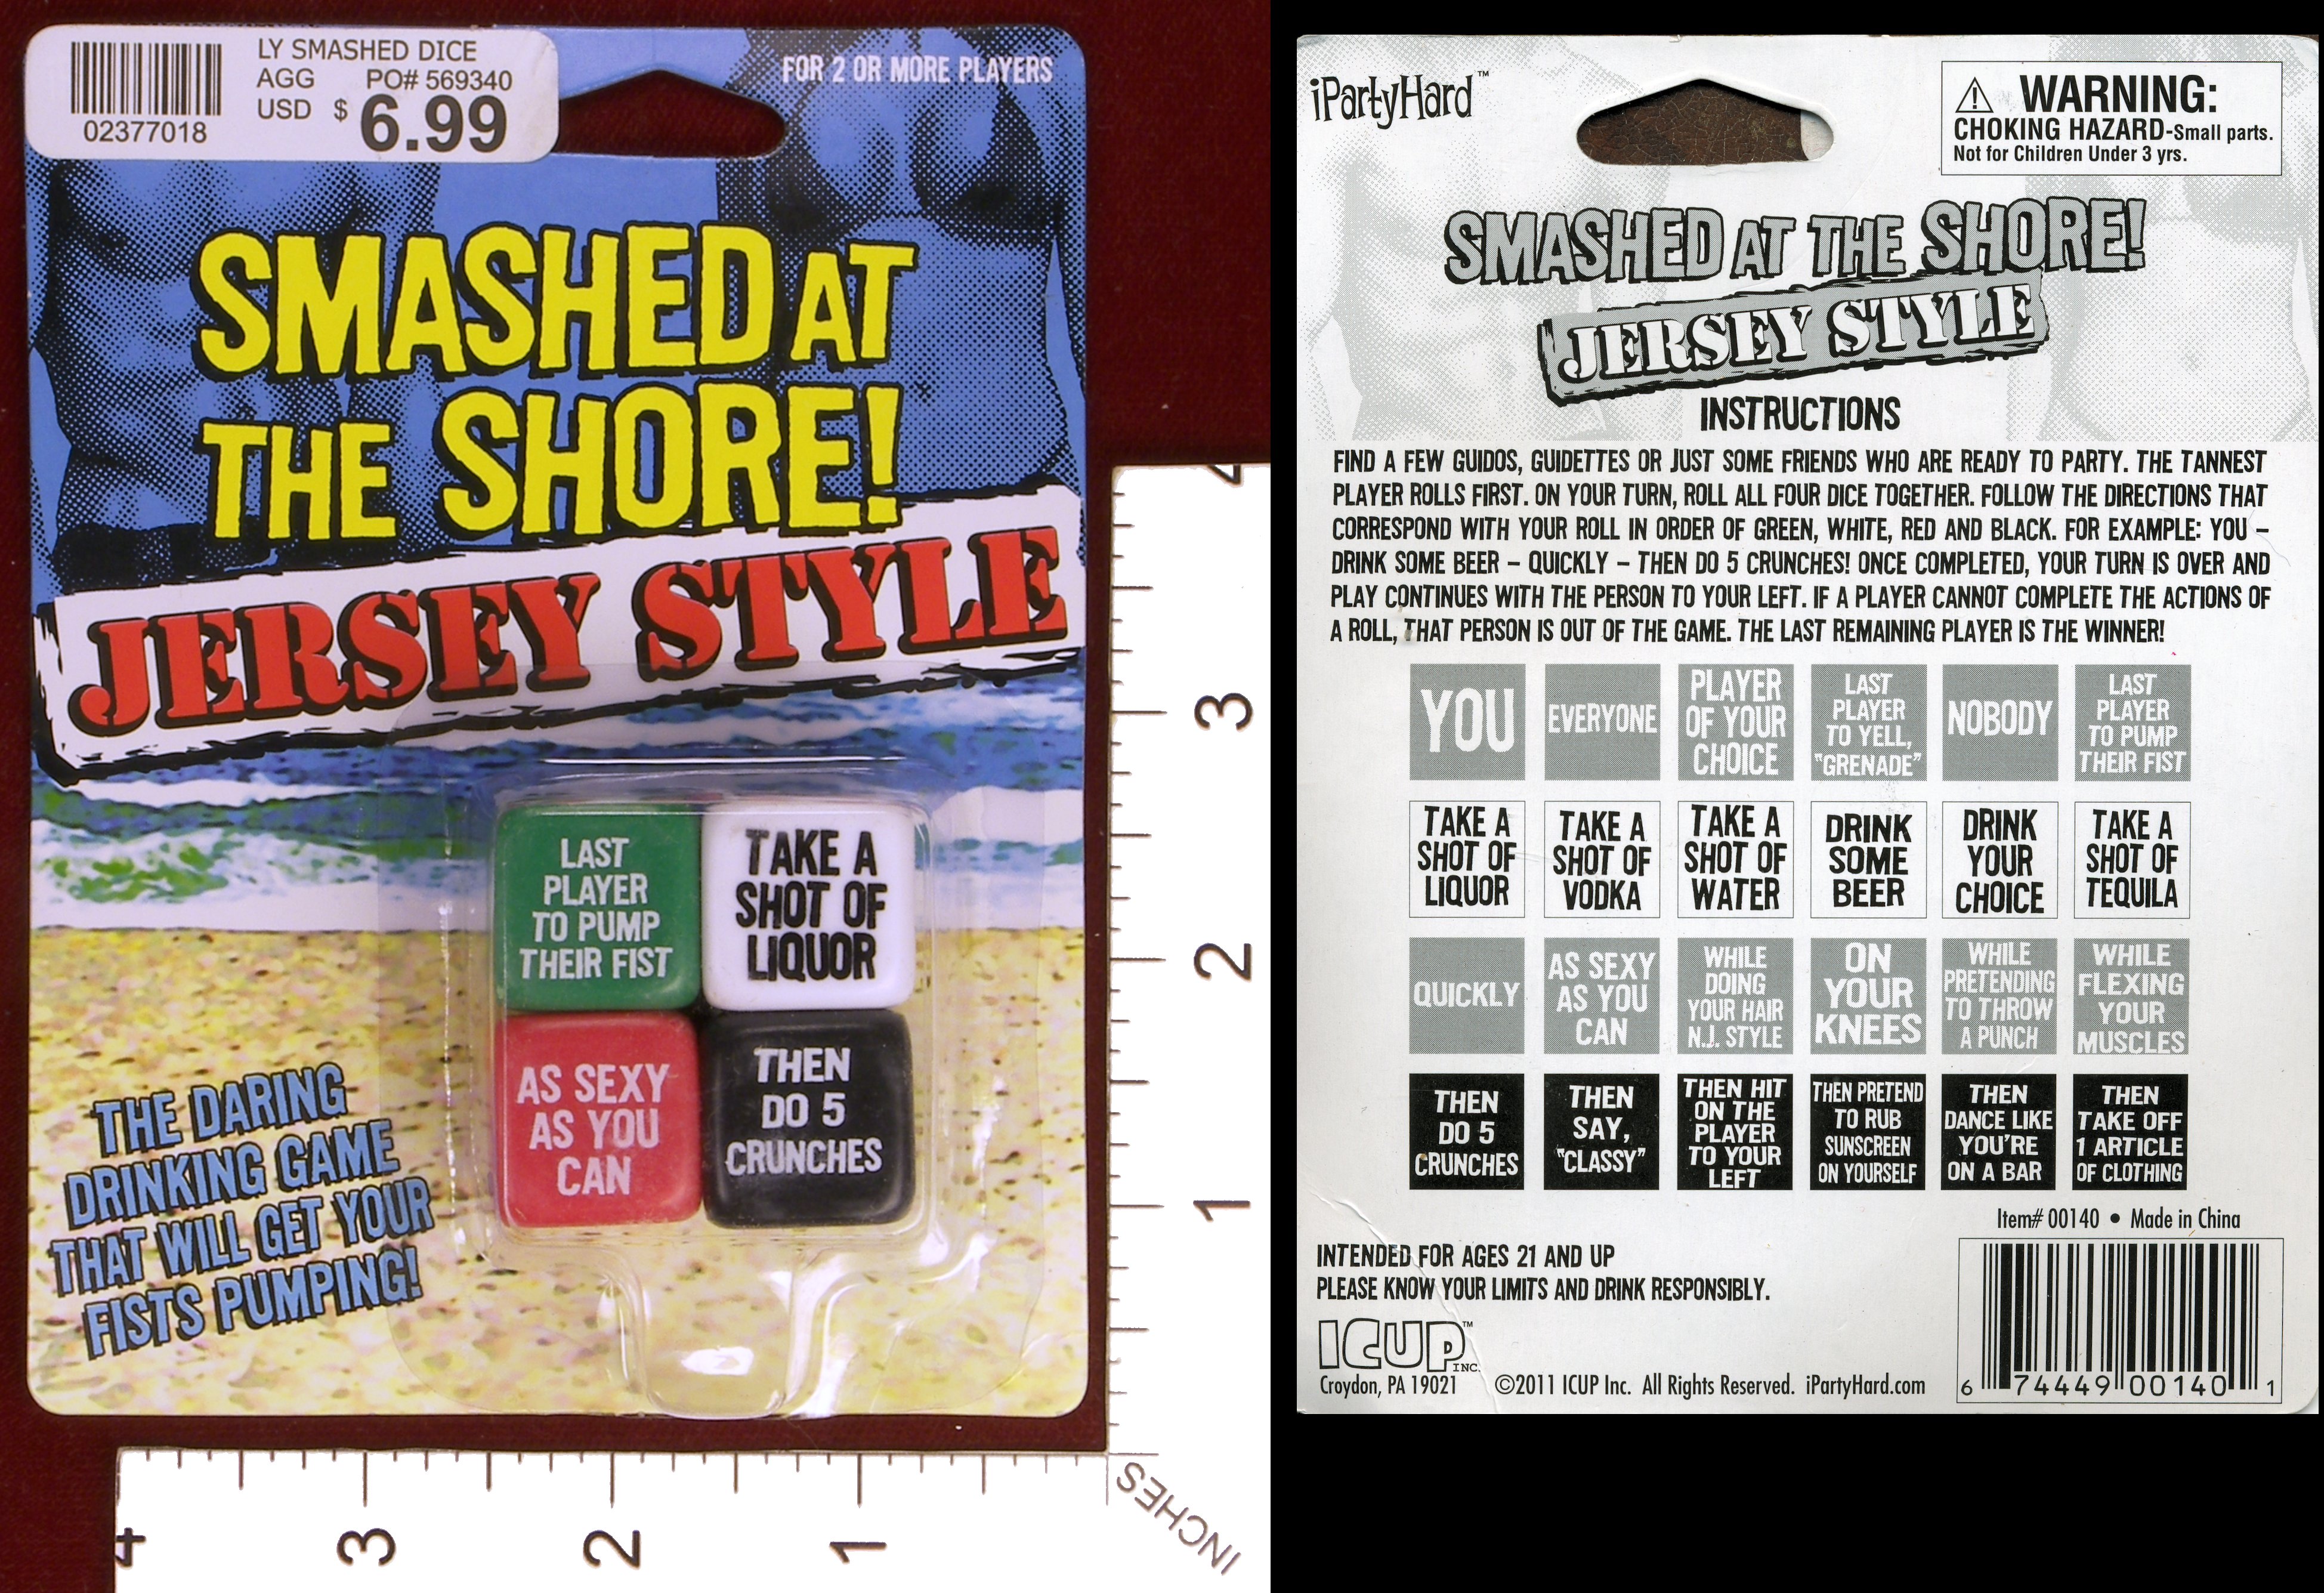 LY SMASHED DICE
AGG PO# 569340
USD $ 6.99
02377018
FOR 2 OR MORE PLAYERS
SMASHED AT
THE SHORE!
JERSEY STYLE
LAST
PLAYER
TO PUMP
THEIR FIST
TAKE A
SHOT OF
LIQUOR
AS SEXY
AS YOU
CAN
THEN
DO 5
CRUNCHES
THE DARING
DRINKING GAME
THAT WILL GET YOUR
FISTS PUMPING!
4
3
2
1
INCHES
4
3
2
1
iPartyHard™
⚠ WARNING:
CHOKING HAZARD-Small parts.
Not for Children Under 3 yrs.
SMASHED AT THE SHORE!
JERSEY STYLE
INSTRUCTIONS
FIND A FEW GUIDOS, GUIDETTES OR JUST SOME FRIENDS WHO ARE READY TO PARTY. THE TANNEST
PLAYER ROLLS FIRST. ON YOUR TURN, ROLL ALL FOUR DICE TOGETHER. FOLLOW THE DIRECTIONS THAT
CORRESPOND WITH YOUR ROLL IN ORDER OF GREEN, WHITE, RED AND BLACK. FOR EXAMPLE: YOU –
DRINK SOME BEER – QUICKLY – THEN DO 5 CRUNCHES! ONCE COMPLETED, YOUR TURN IS OVER AND
PLAY CONTINUES WITH THE PERSON TO YOUR LEFT. IF A PLAYER CANNOT COMPLETE THE ACTIONS OF
A ROLL, THAT PERSON IS OUT OF THE GAME. THE LAST REMAINING PLAYER IS THE WINNER!
YOU
EVERYONE
PLAYER
OF YOUR
CHOICE
LAST
PLAYER
TO YELL,
"GRENADE"
NOBODY
LAST
PLAYER
TO PUMP
THEIR FIST
TAKE A
SHOT OF
LIQUOR
TAKE A
SHOT OF
VODKA
TAKE A
SHOT OF
WATER
DRINK
SOME
BEER
DRINK
YOUR
CHOICE
TAKE A
SHOT OF
TEQUILA
QUICKLY
AS SEXY
AS YOU
CAN
WHILE
DOING
YOUR HAIR
N.J. STYLE
ON
YOUR
KNEES
WHILE
PRETENDING
TO THROW
A PUNCH
WHILE
FLEXING
YOUR
MUSCLES
THEN
DO 5
CRUNCHES
THEN
SAY,
"CLASSY"
THEN HIT
ON THE
PLAYER
TO YOUR
LEFT
THEN PRETEND
TO RUB
SUNSCREEN
ON YOURSELF
THEN
DANCE LIKE
YOU'RE
ON A BAR
THEN
TAKE OFF
1 ARTICLE
OF CLOTHING
Item# 00140 • Made in China
INTENDED FOR AGES 21 AND UP
PLEASE KNOW YOUR LIMITS AND DRINK RESPONSIBLY.
ICUP™ INC.
Croydon, PA 19021 ©2011 ICUP Inc. All Rights Reserved. iPartyHard.com
6 74449 00140 1